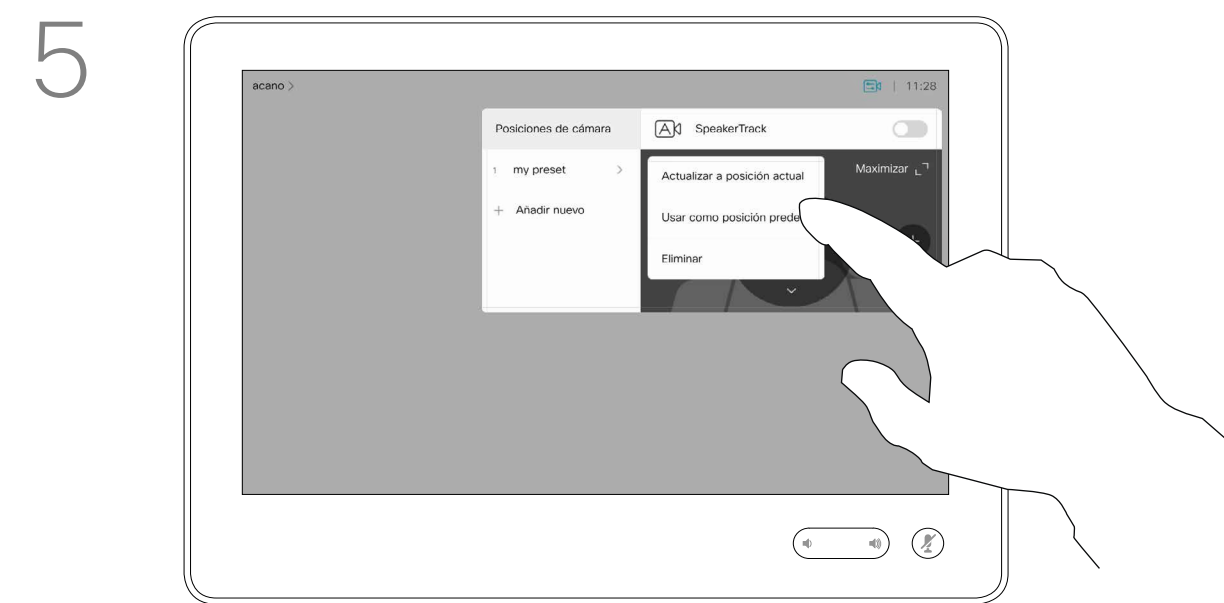 5
acano >
11:28
Posiciones de cámara
SpeakerTrack
1 my preset
Maximizar
Actualizar a posición actual
+ Añadir nuevo
Usar como posición
Eliminar